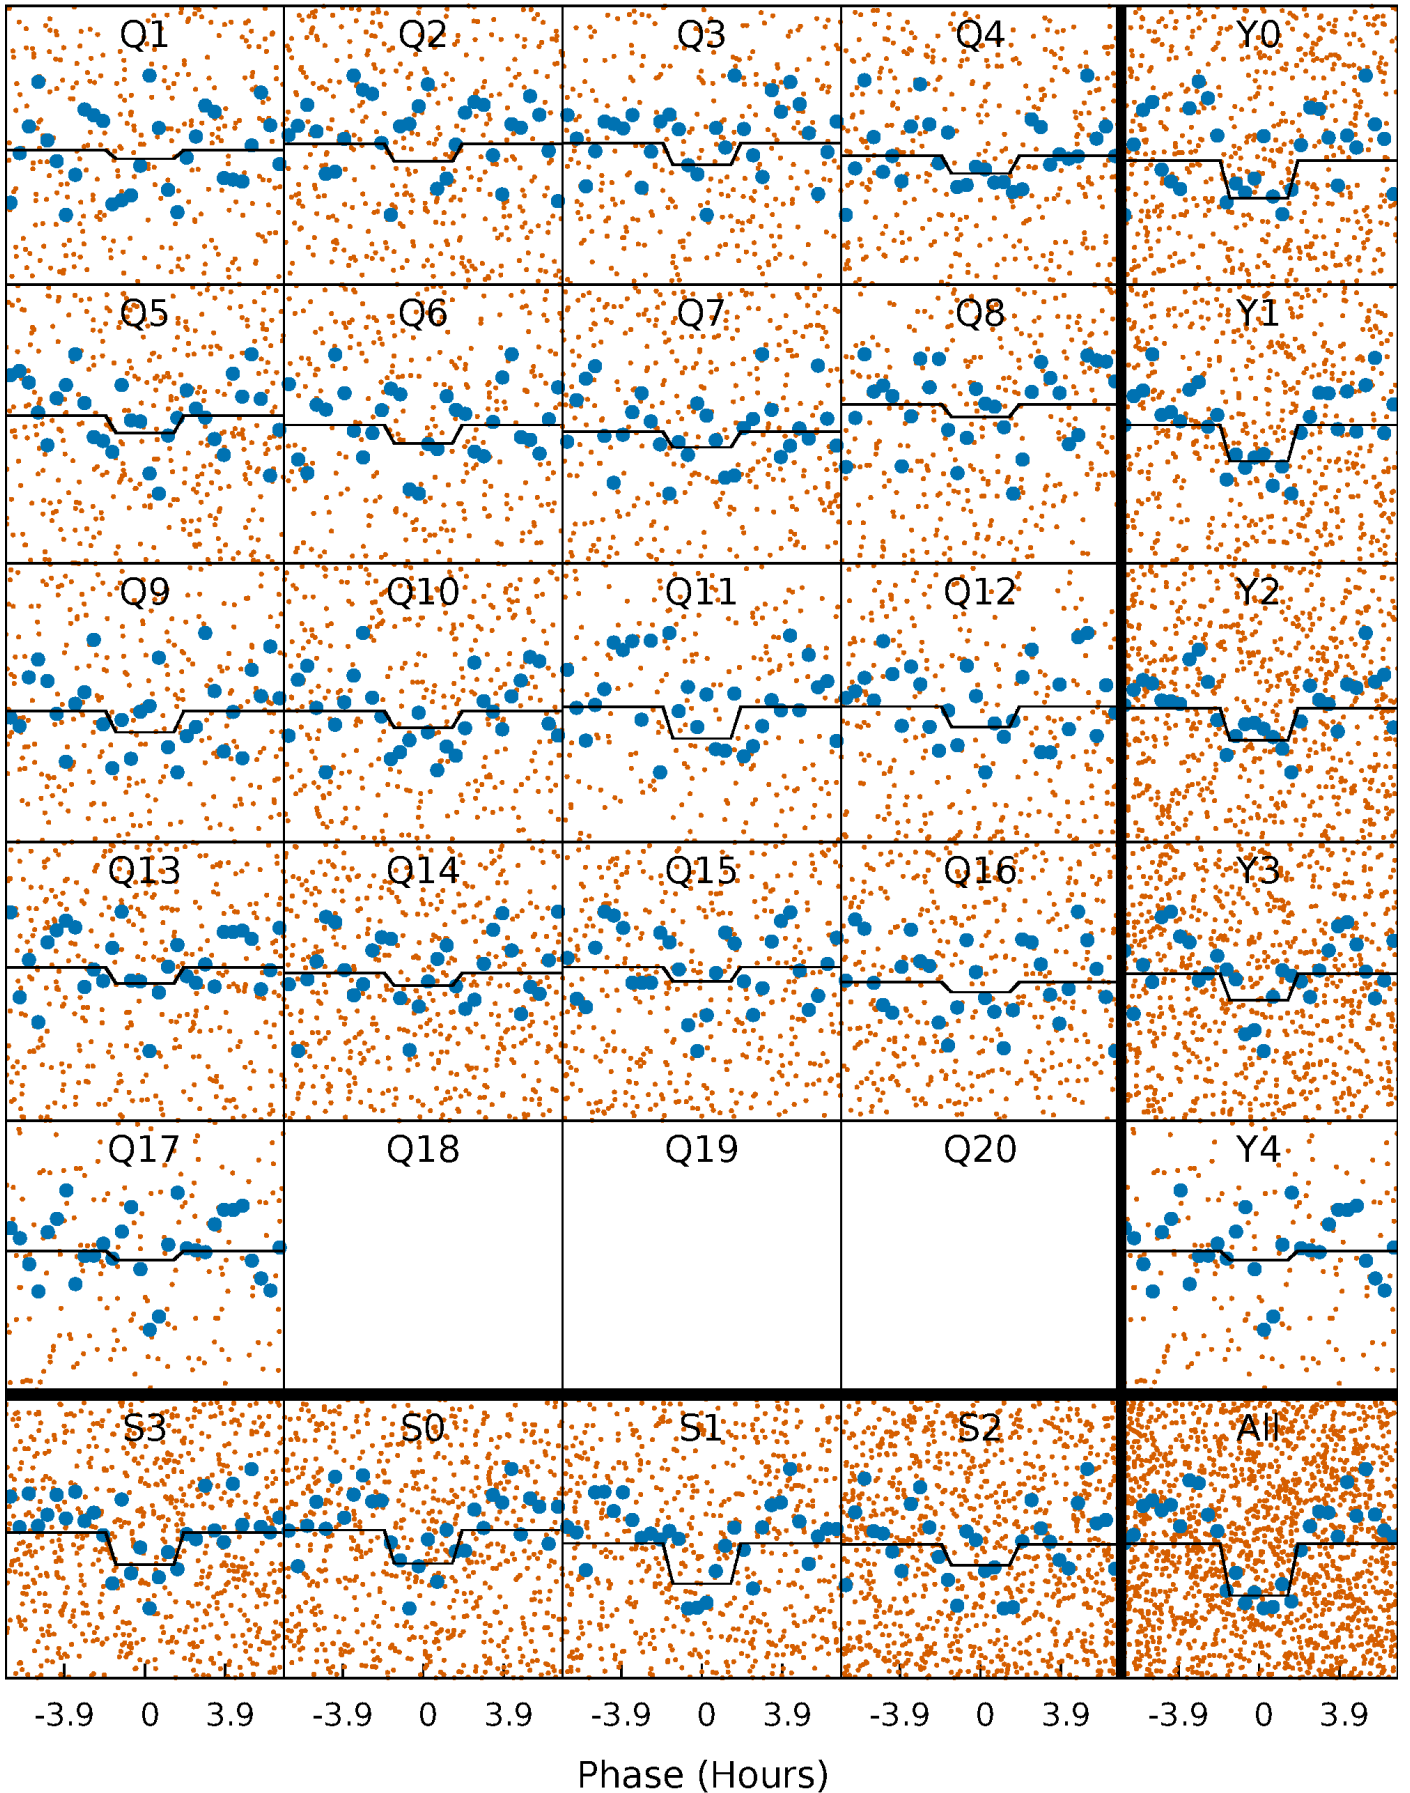 Q1 Q2 Q3 Q4 Y0
Q5 Q6 Q7 Q8 Y1
Q9 Q10 Q11 Q12 Y2
Q13 Q14 Q15 Q16 Y3
Q17 Q18 Q19 Q20 Y4
S3 S0 S1 S2 All
-3.9 0 3.9 -3.9 0 3.9 -3.9 0 3.9 -3.9 0 3.9 -3.9 0 3.9
Phase (Hours)